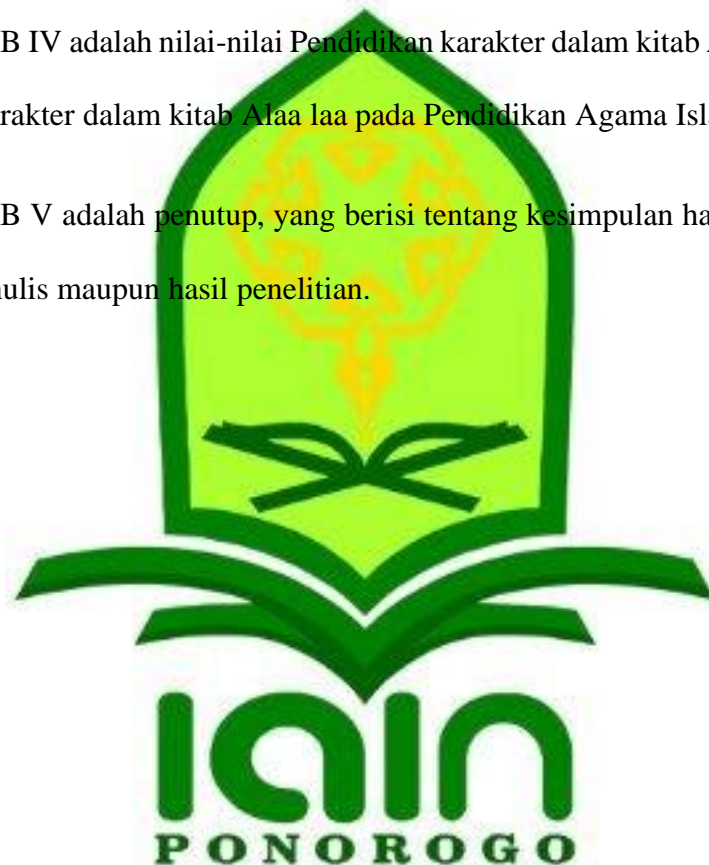 B IV adalah nilai-nilai Pendidikan karakter dalam kitab
rakter dalam kitab Alaa laa pada Pendidikan Agama Isl
B V adalah penutup, yang berisi tentang kesimpulan ha
ulis maupun hasil penelitian.
iain
PONOROGO